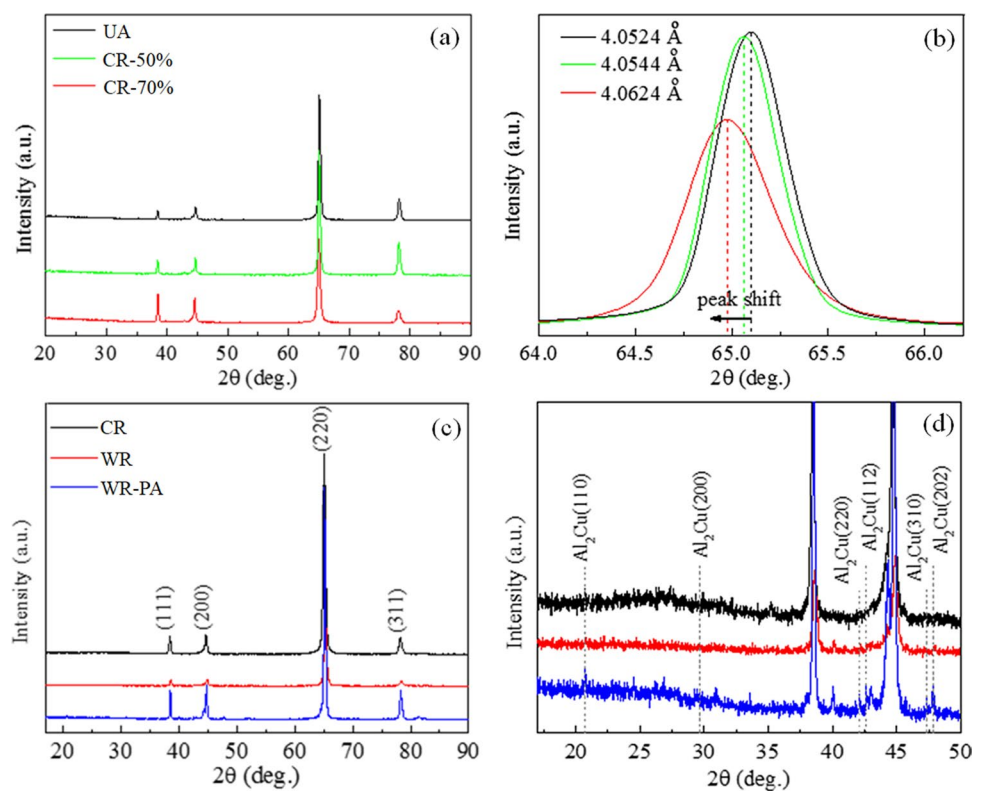 (a)
UA
CR-50%
CR-70%
Intensity (a.u.)
20 30 40 50 60 70 80 90
2θ (deg.)
(b)
4.0524 Å
4.0544 Å
4.0624 Å
Intensity (a.u.)
peak shift
64.0 64.5 65.0 65.5 66.0
2θ (deg.)
(c)
CR
WR
WR-PA
(111)
(200)
(220)
(311)
Intensity (a.u.)
20 30 40 50 60 70 80 90
2θ (deg.)
(d)
Al2Cu(110)
Al2Cu(200)
Al2Cu(220)
Al2Cu(112)
Al2Cu(310)
Al2Cu(202)
Intensity (a.u.)
20 25 30 35 40 45 50
2θ (deg.)